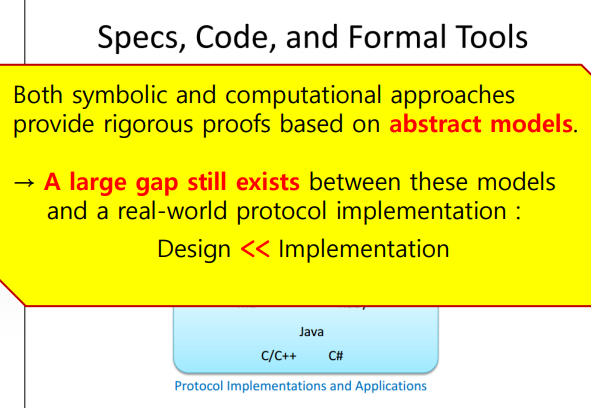 Specs, Code, and Formal Tools
Both symbolic and computational approaches
provide rigorous proofs based on abstract models.
→ A large gap still exists between these models
and a real-world protocol implementation :
Design << Implementation
Java
C/C++ C#
Protocol Implementations and Applications